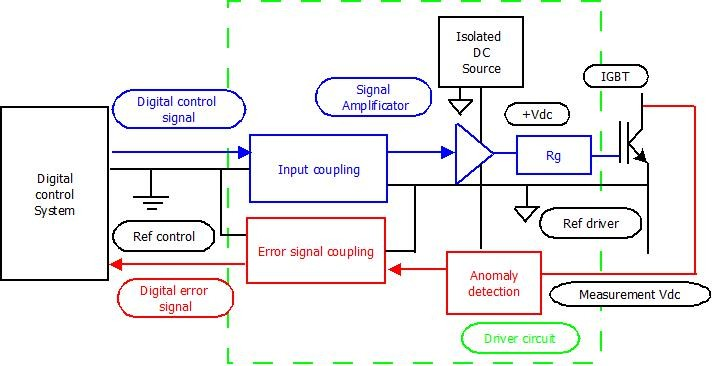 Isolated
DC
Source
IGBT
Signal
Amplificator
Digital control
signal
+Vdc
Digital
control
System
Input coupling
Rg
Ref control
Error signal coupling
Ref driver
Anomaly
detection
Digital error
signal
Measurement Vdc
Driver circuit